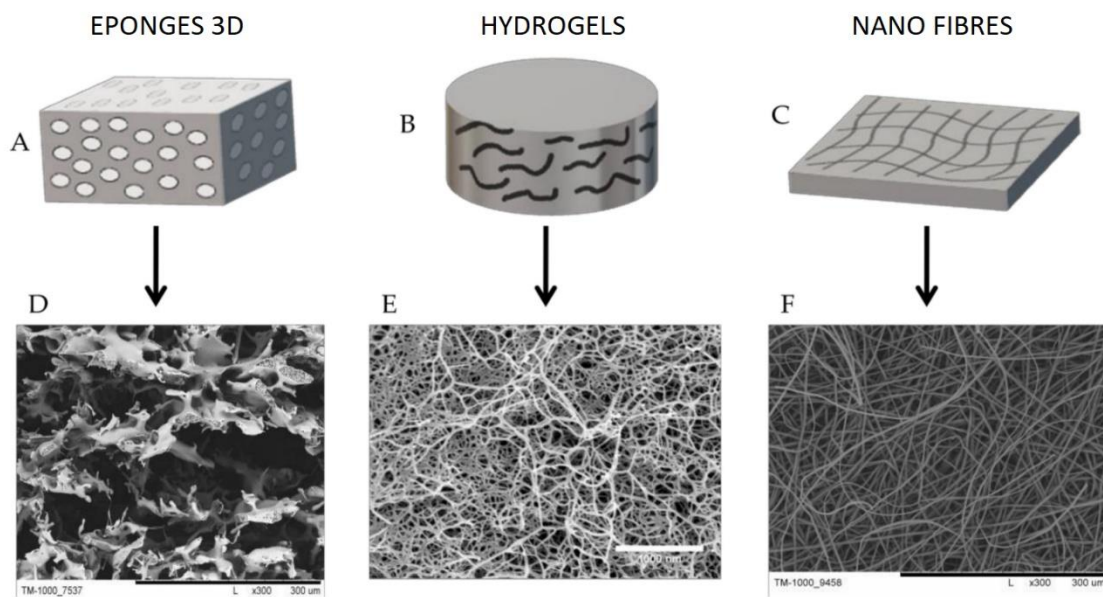 EPONGES 3D
HYDROGELS
NANO FIBRES
A
B
C
D
E
F
TM-1000_7537
L x300 300 um
TM-1000_9458
L x300 300 um